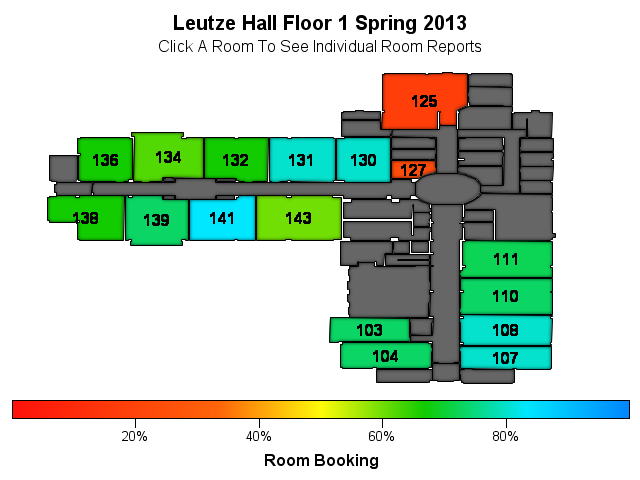 Leutze Hall Floor 1 Spring 2013
Click A Room To See Individual Room Reports
125
136 134 132 131 130
127
138 139 141 143
111
110
103 108
104 107
20% 40% 60% 80%
Room Booking